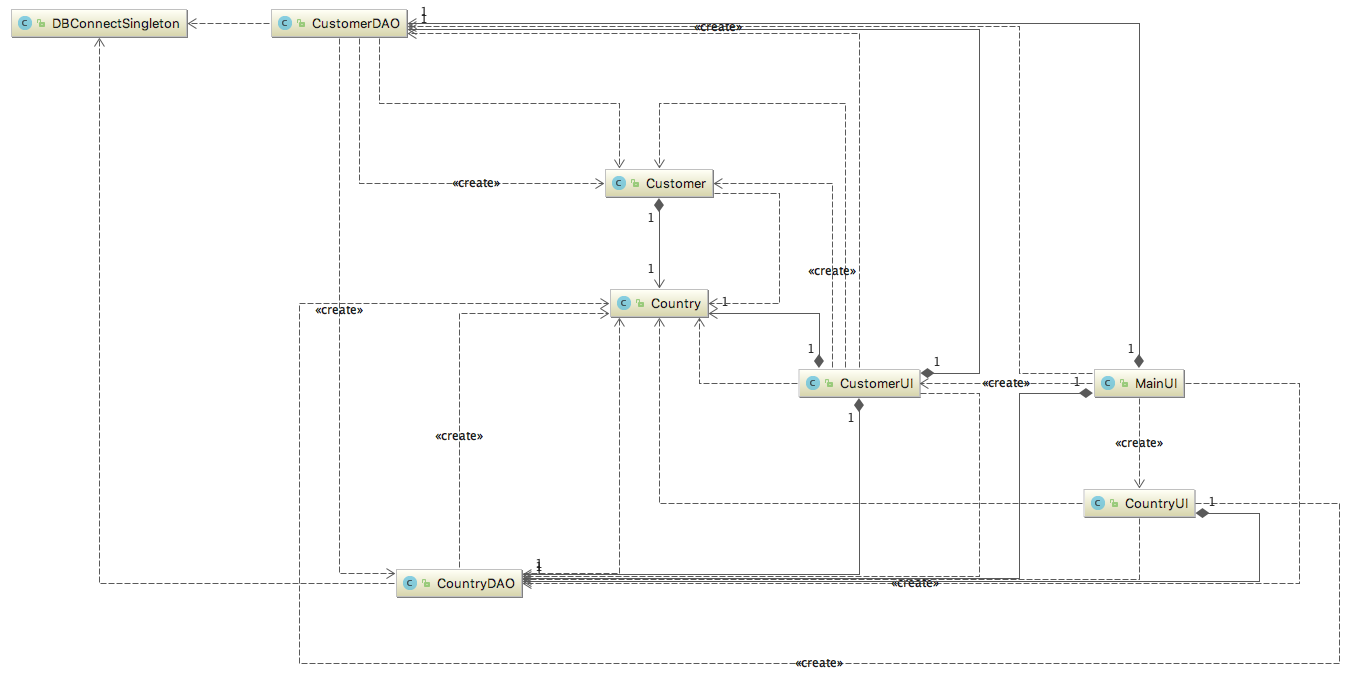 C DBConnectSingleton
C CustomerDAO
1
1
«create»
«create»
C Customer
1
«create»
1
C Country
1
«create»
1
1
1
C CustomerUI
«create»
1
C MainUI
1
«create»
«create»
C CountryUI
1
1
1
C CountryDAO
«create»
«create»